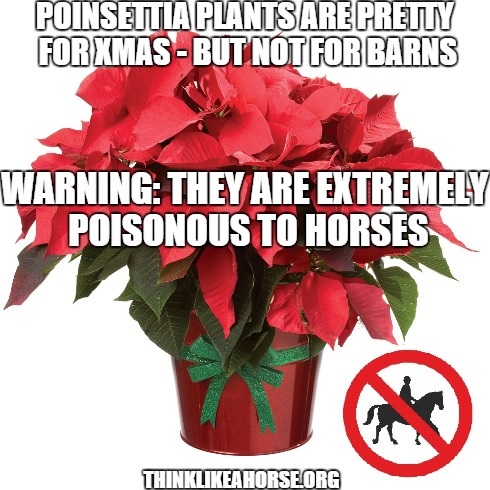 POINSETTIA PLANTS ARE PRETTY
FOR XMAS - BUT NOT FOR BARNS
WARNING: THEY ARE EXTREMELY
POISONOUS TO HORSES
THINKLIKEAHORSE.ORG